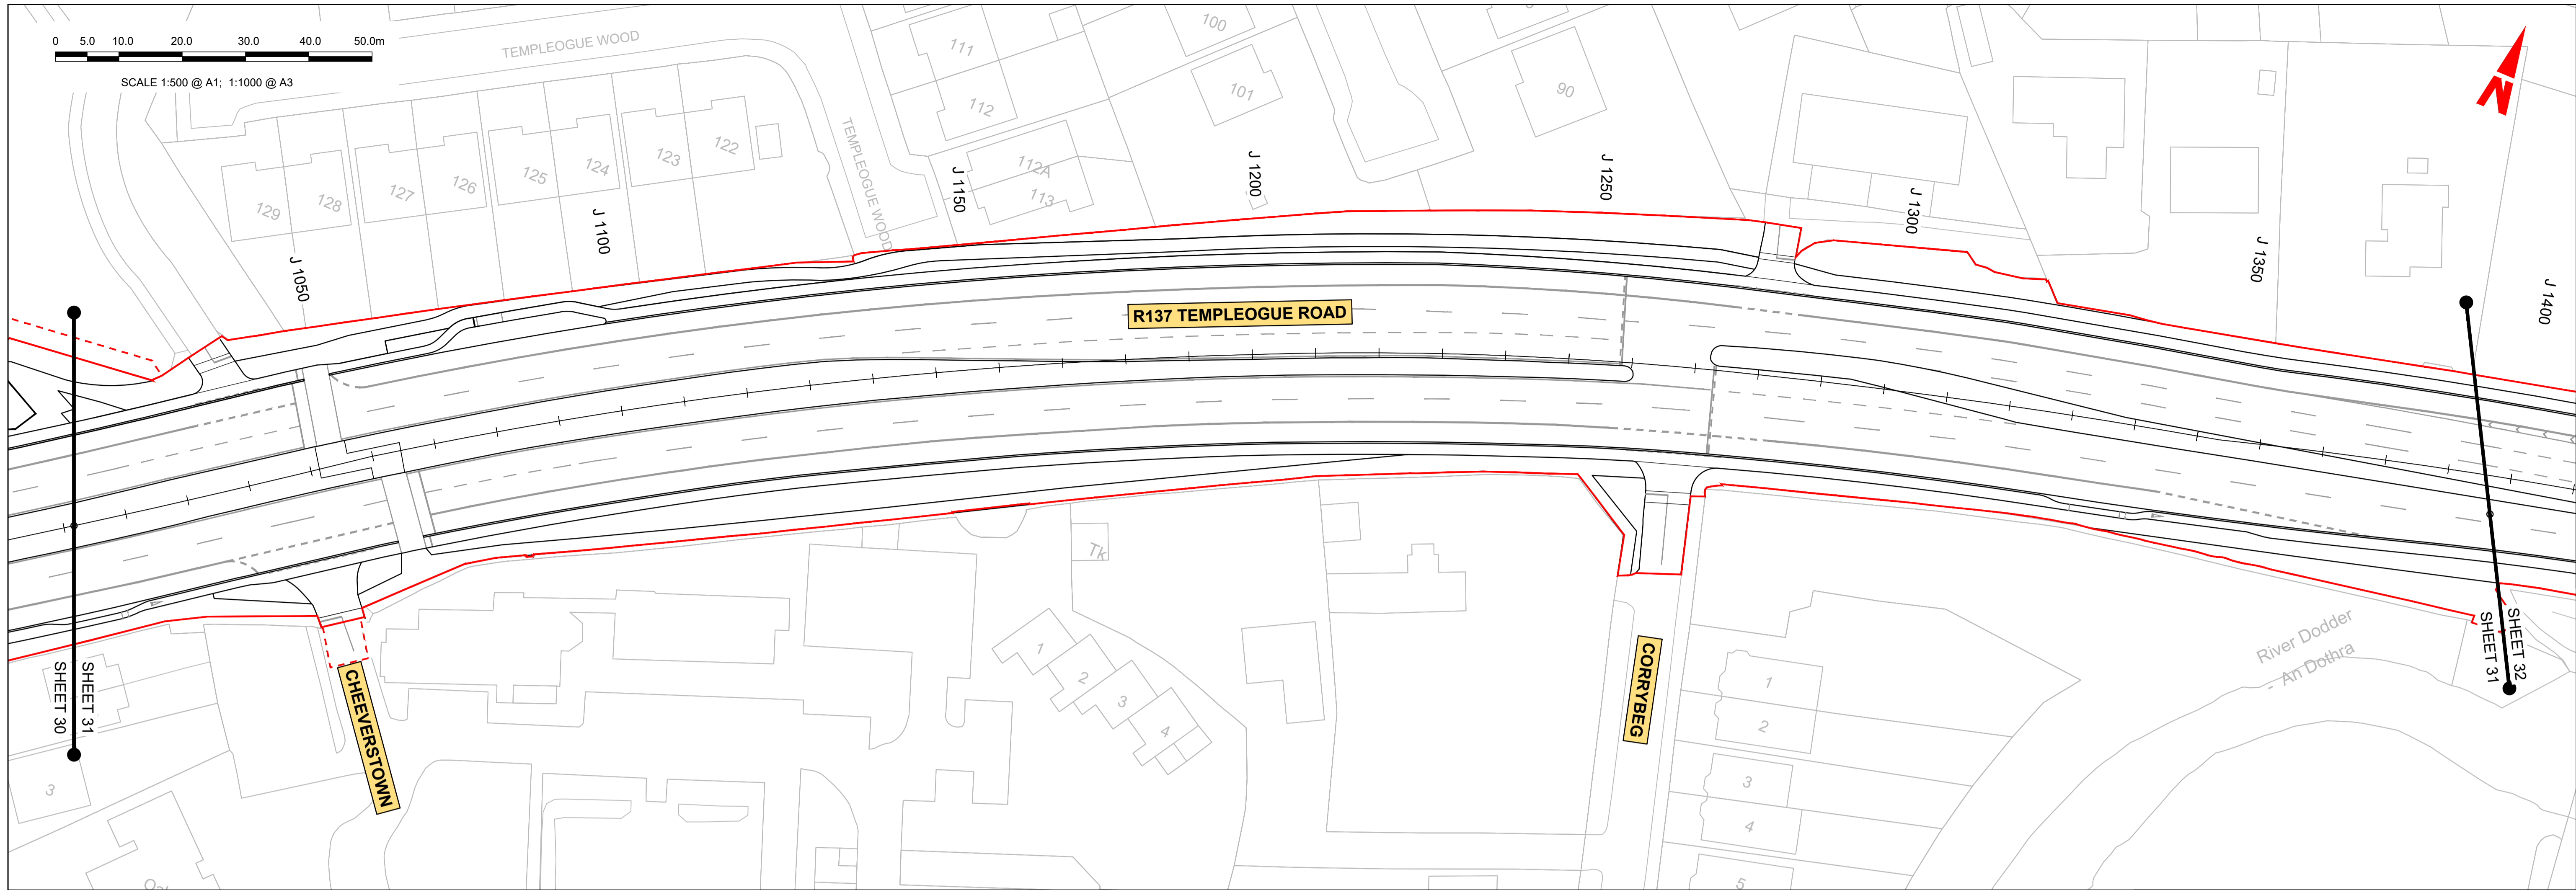 0 5.0 10.0 20.0 30.0 40.0 50.0m
SCALE 1:500 @ A1; 1:1000 @ A3
TEMPLEOGUE WOOD
TEMPLEOGUE WOOD
111
112
100
101
112A
113
90
N
129
128
127
126
125
124
123
122
J 1050
J 1100
J 1150
J 1200
J 1250
J 1300
J 1350
J 1400
R137 TEMPLEOGUE ROAD
SHEET 30
SHEET 31
CHEEVERSTOWN
3
Tk
1
2
3
4
CORRYBEG
1
2
3
4
5
River Dodder
- An Dothra
SHEET 31
SHEET 32